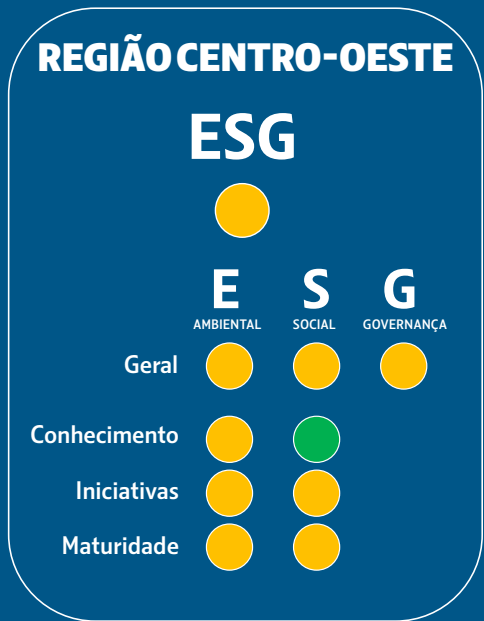 REGIÃO CENTRO-OESTE
ESG
E S G
AMBIENTAL SOCIAL GOVERNANÇA
Geral
Conhecimento
Iniciativas
Maturidade